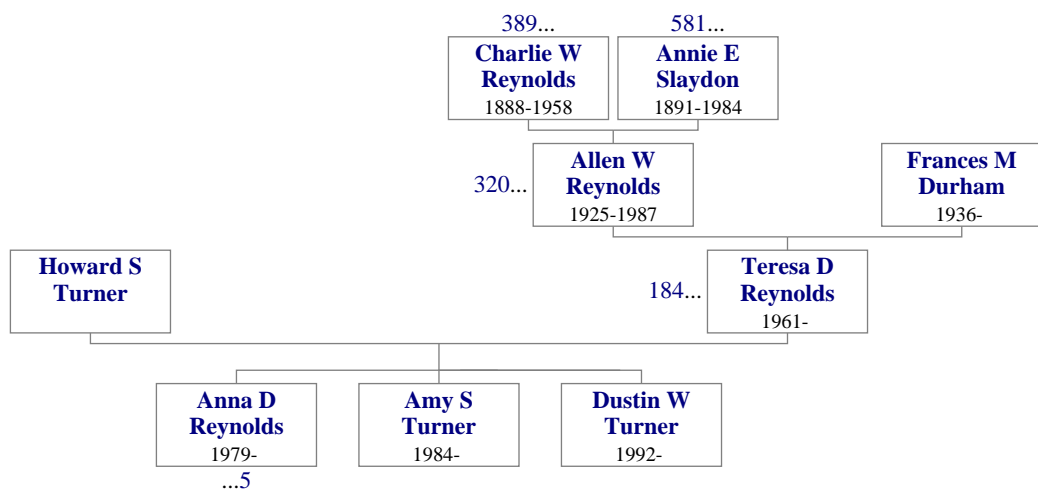 389...
581...
Charlie W
Reynolds
1888-1958
Annie E
Slaydon
1891-1984
320...
Allen W
Reynolds
1925-1987
Frances M
Durham
1936-
Howard S
Turner
184...
Teresa D
Reynolds
1961-
Anna D
Reynolds
1979-
Amy S
Turner
1984-
Dustin W
Turner
1992-
...5